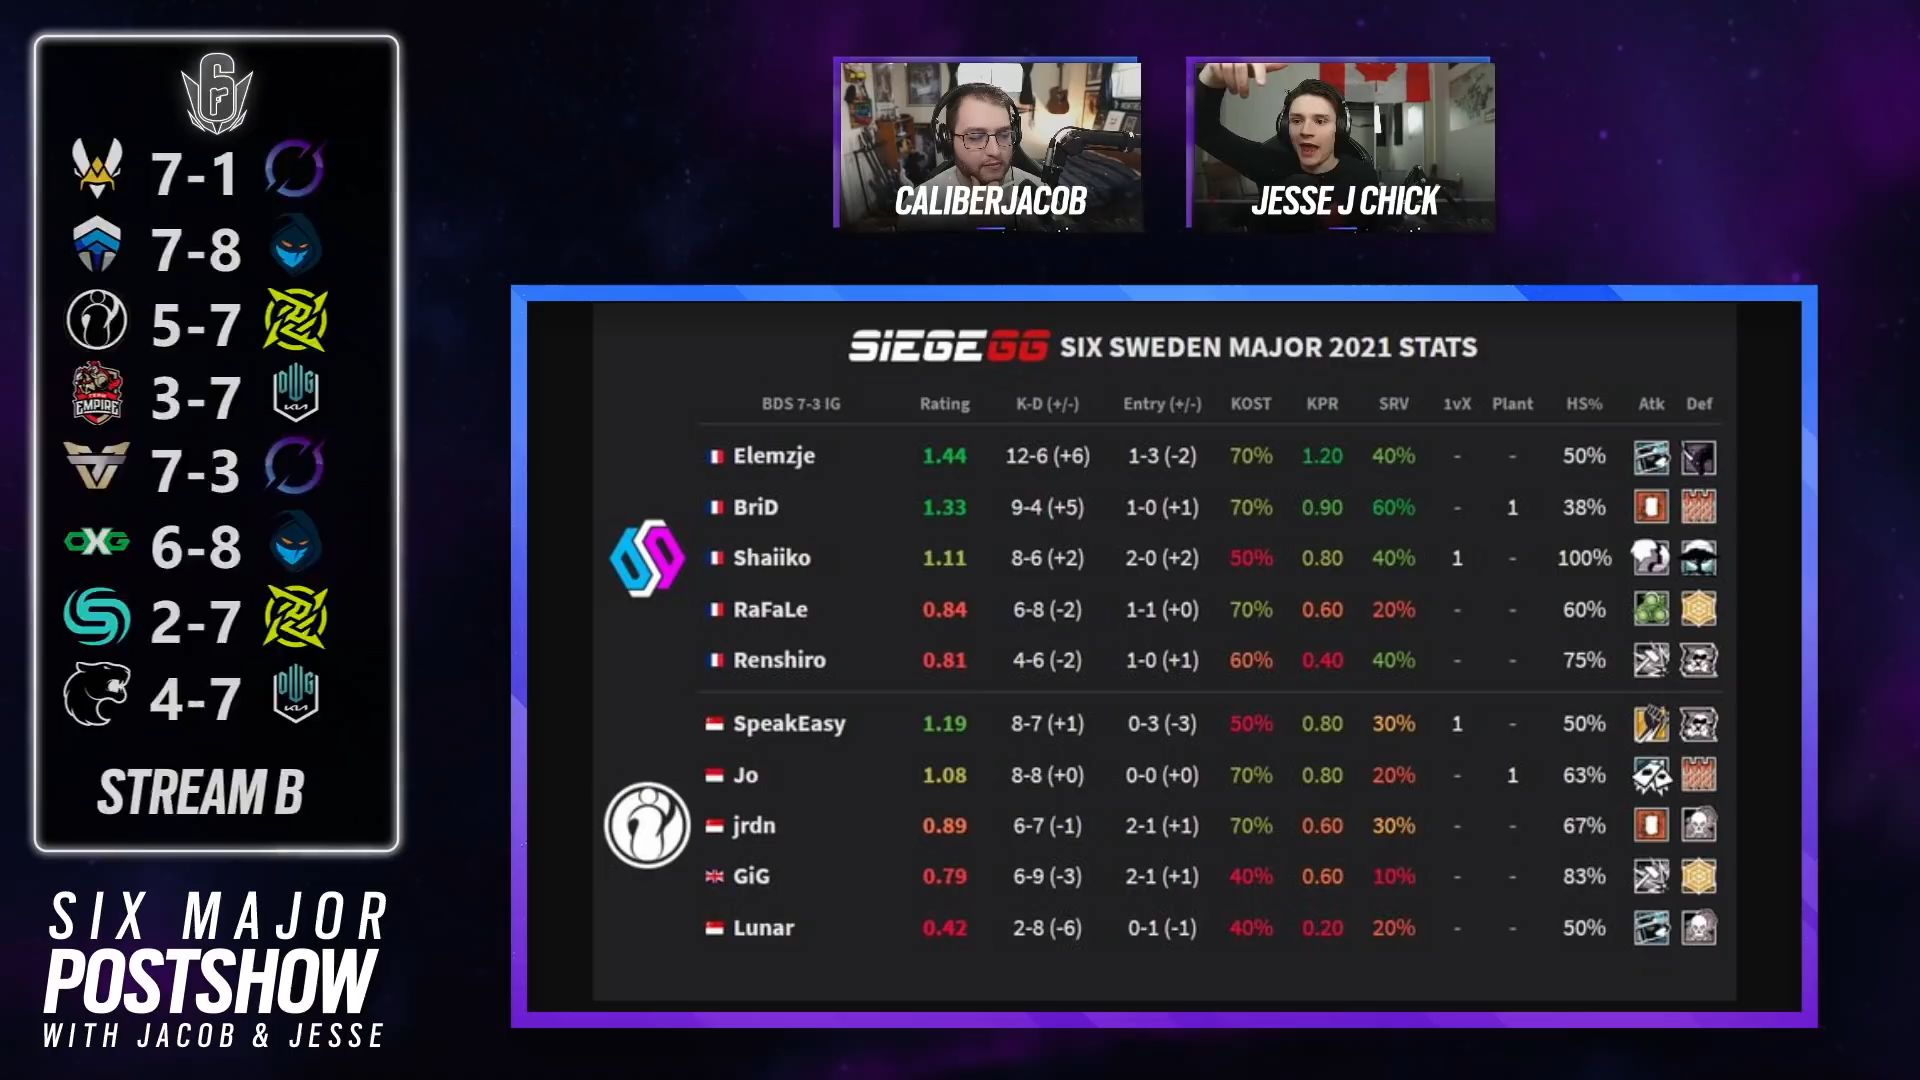 7-1
7-8
5-7
TEAM EMPIRE 3-7 DWG KIA
7-3
OXG 6-8
2-7
4-7 DWG KIA
STREAM B
SIX MAJOR
POSTSHOW
WITH JACOB & JESSE
CALIBERJACOB
JESSE J CHICK
SIEGEGG SIX SWEDEN MAJOR 2021 STATS
BDS 7-3 IG Rating K-D (+/-) Entry (+/-) KOST KPR SRV 1vX Plant HS% Atk Def
Elemzje 1.44 12-6 (+6) 1-3 (-2) 70% 1.20 40% - - 50%
BriD 1.33 9-4 (+5) 1-0 (+1) 70% 0.90 60% - 1 38%
Shaiiko 1.11 8-6 (+2) 2-0 (+2) 50% 0.80 40% 1 - 100%
RaFaLe 0.84 6-8 (-2) 1-1 (+0) 70% 0.60 20% - - 60%
Renshiro 0.81 4-6 (-2) 1-0 (+1) 60% 0.40 40% - - 75%
SpeakEasy 1.19 8-7 (+1) 0-3 (-3) 50% 0.80 30% 1 - 50%
Jo 1.08 8-8 (+0) 0-0 (+0) 70% 0.80 20% - 1 63%
jrdn 0.89 6-7 (-1) 2-1 (+1) 70% 0.60 30% - - 67%
GiG 0.79 6-9 (-3) 2-1 (+1) 40% 0.60 10% - - 83%
Lunar 0.42 2-8 (-6) 0-1 (-1) 40% 0.20 20% - - 50%